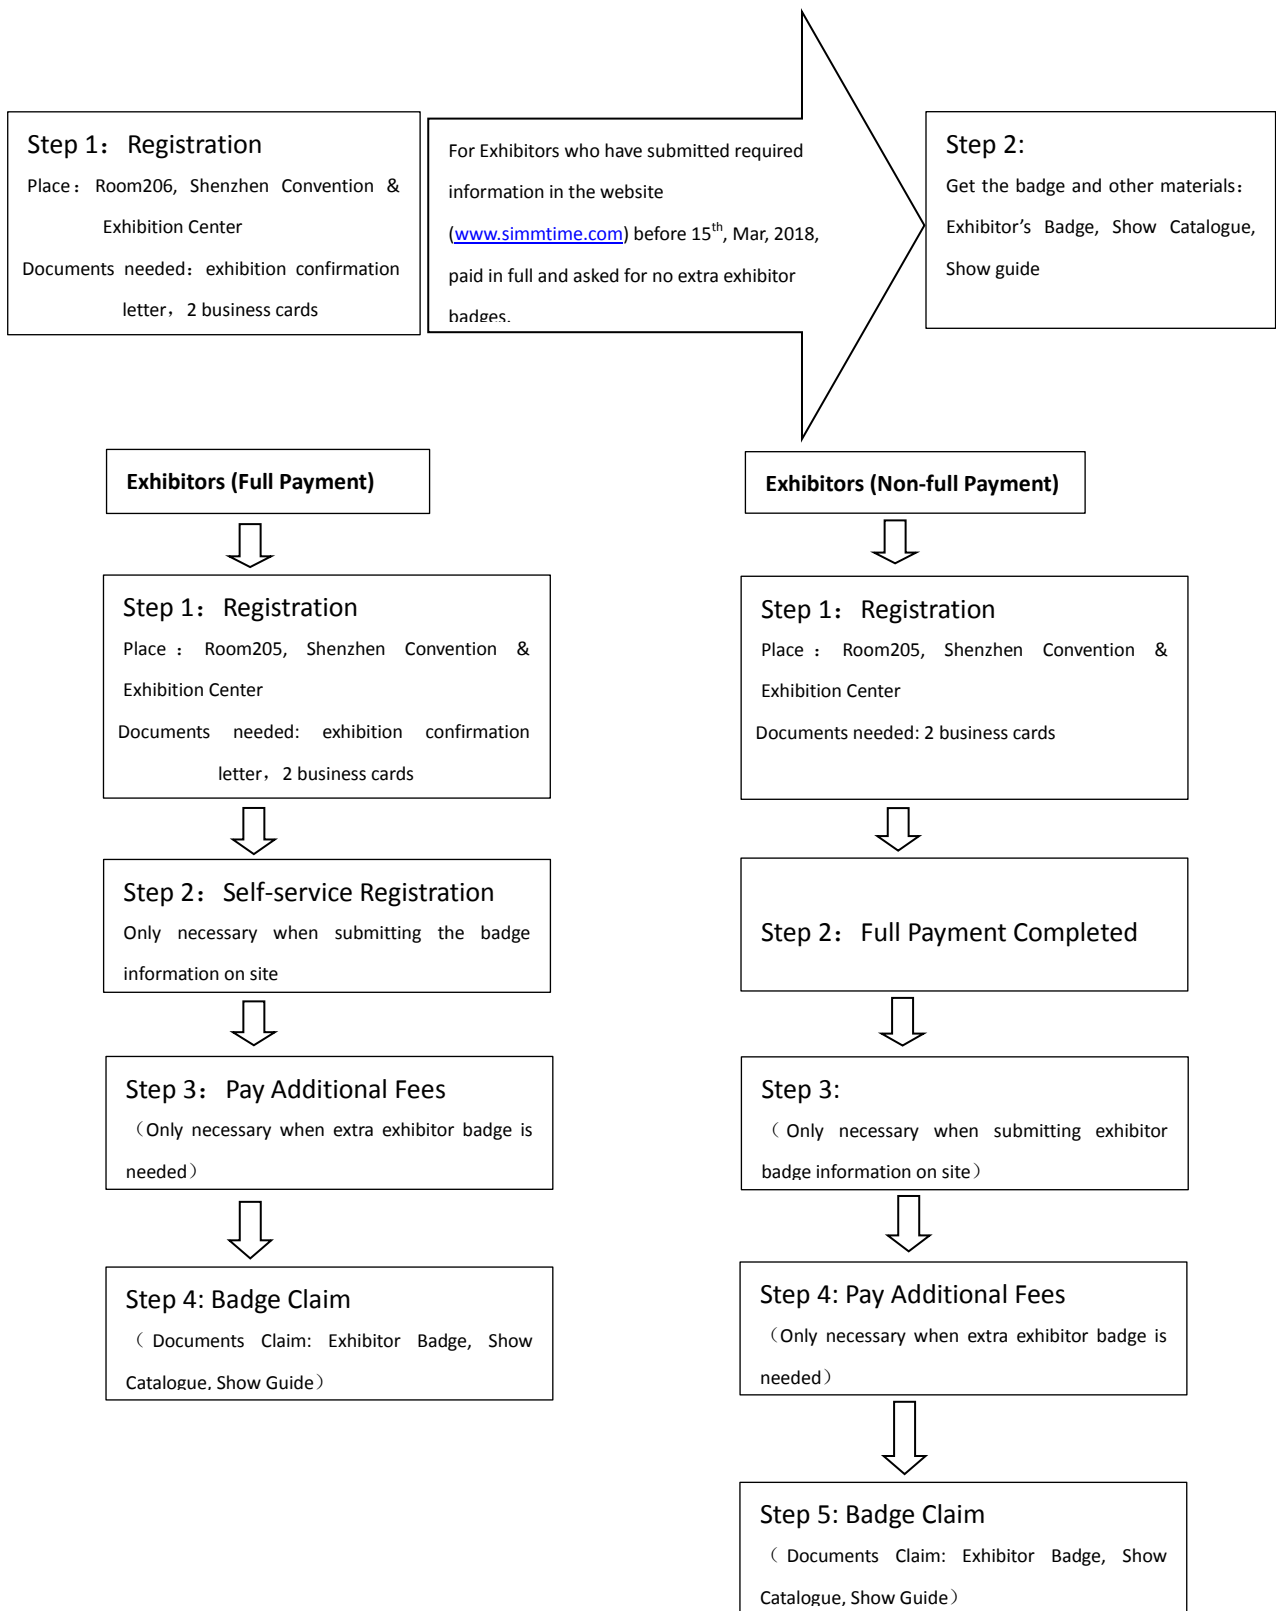 Step 1：Registration
Place：Room206, Shenzhen Convention &
Exhibition Center
Documents needed：exhibition confirmation
letter，2 business cards
For Exhibitors who have submitted required
information in the website
(www.simmtime.com) before 15th, Mar, 2018,
paid in full and asked for no extra exhibitor
badges.
Step 2:
Get the badge and other materials：
Exhibitor’s Badge, Show Catalogue,
Show guide
Exhibitors (Full Payment)
Step 1：Registration
Place：Room205, Shenzhen Convention &
Exhibition Center
Documents needed: exhibition confirmation
letter，2 business cards
Step 2：Self-service Registration
Only necessary when submitting the badge
information on site
Step 3：Pay Additional Fees
（Only necessary when extra exhibitor badge is
needed）
Step 4: Badge Claim
（Documents Claim: Exhibitor Badge, Show
Catalogue, Show Guide）
Exhibitors (Non-full Payment)
Step 1：Registration
Place：Room205, Shenzhen Convention &
Exhibition Center
Documents needed: 2 business cards
Step 2：Full Payment Completed
Step 3:
（Only necessary when submitting exhibitor
badge information on site）
Step 4: Pay Additional Fees
（Only necessary when extra exhibitor badge is
needed）
Step 5: Badge Claim
（Documents Claim: Exhibitor Badge, Show
Catalogue, Show Guide）